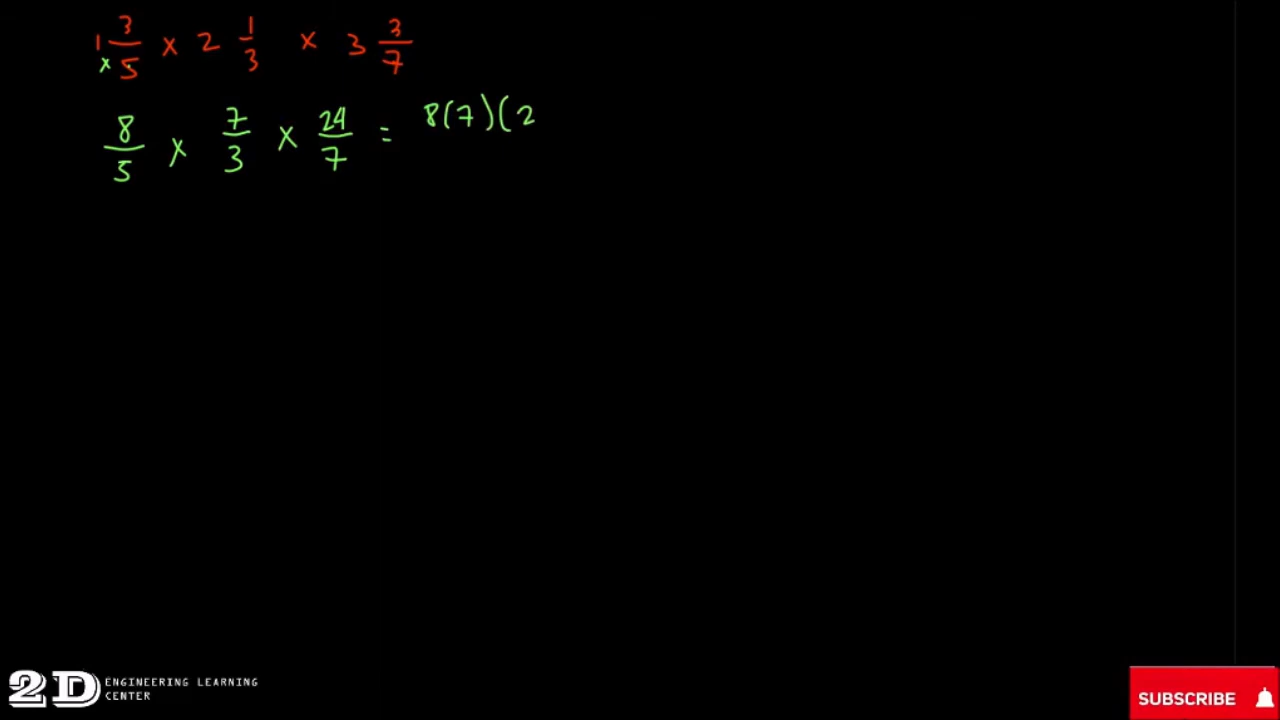 1 3/5 x 2 1/3 x 3 3/7
x
8/5 x 7/3 x 24/7 = 8(7)(2
2D ENGINEERING LEARNING
CENTER
SUBSCRIBE